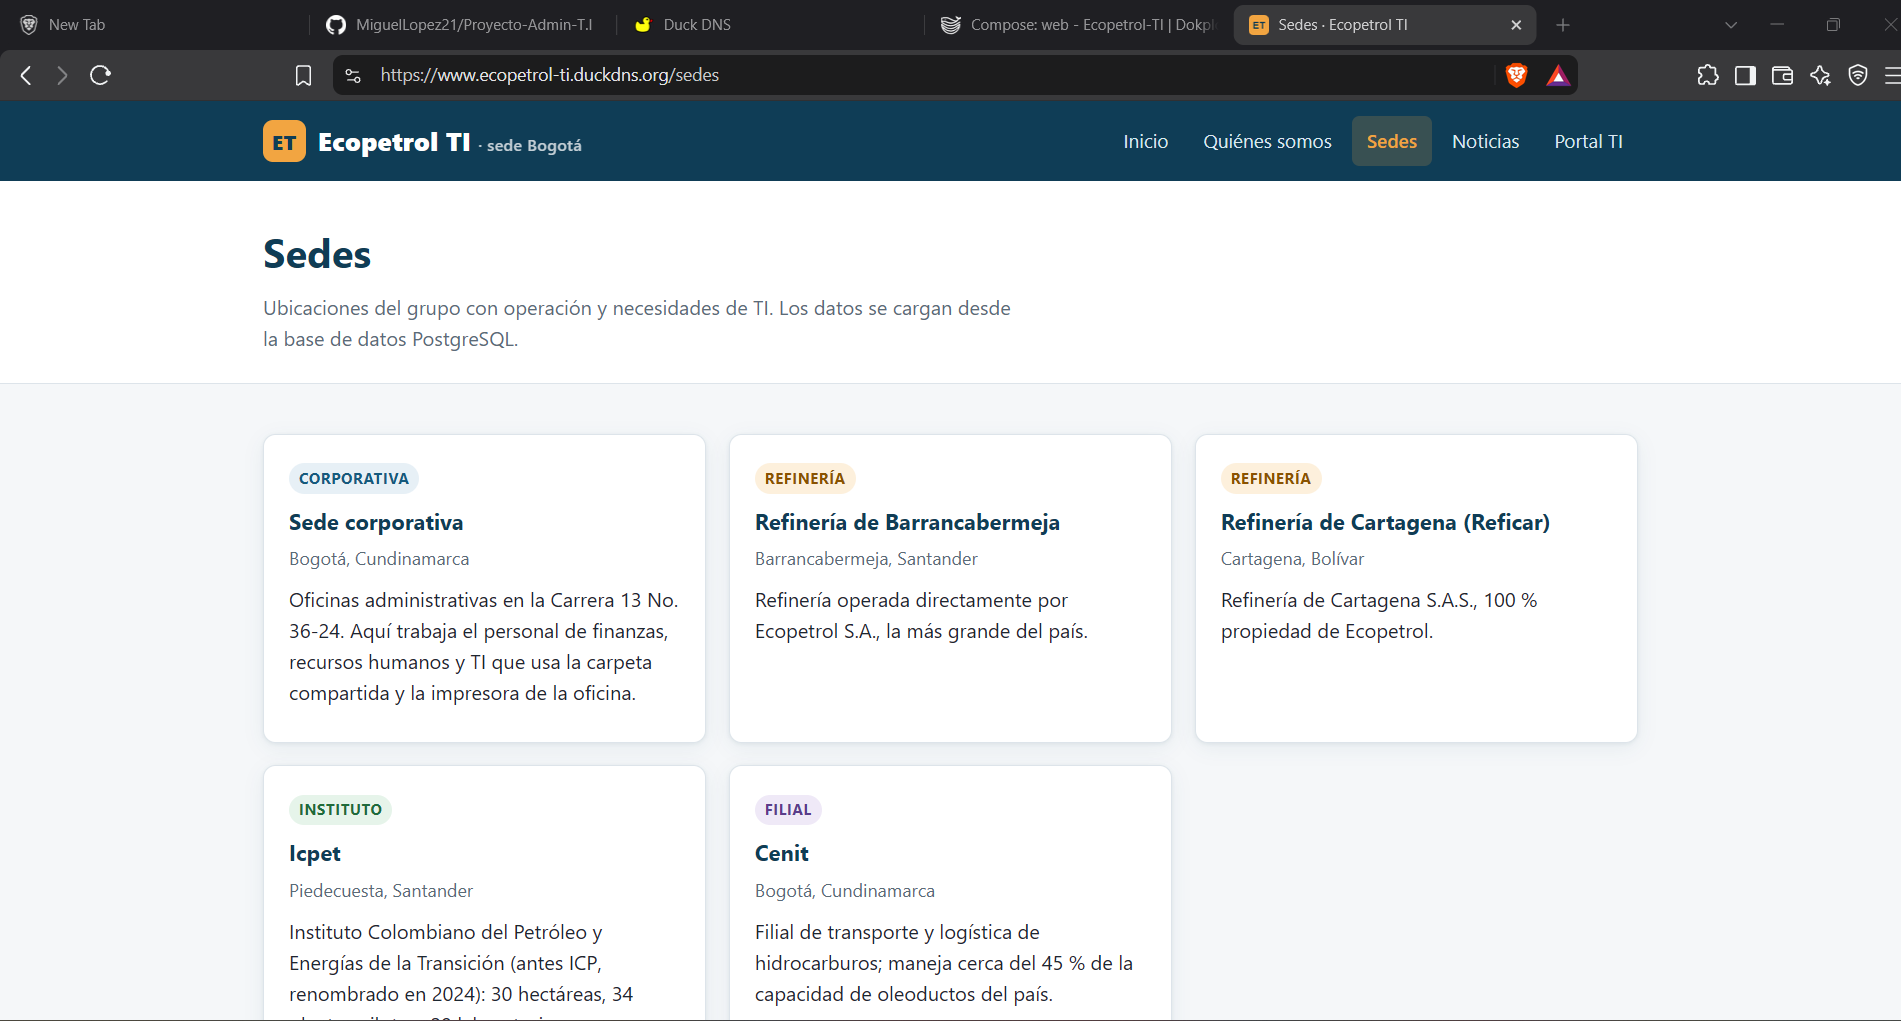 New Tab
MiguelLopez21/Proyecto-Admin-T.I
Duck DNS
Compose: web - Ecopetrol-TI | Dokpl
Sedes · Ecopetrol TI
https://www.ecopetrol-ti.duckdns.org/sedes
ET Ecopetrol TI · sede Bogotá
Inicio
Quiénes somos
Sedes
Noticias
Portal TI
Sedes
Ubicaciones del grupo con operación y necesidades de TI. Los datos se cargan desde
la base de datos PostgreSQL.
CORPORATIVA
Sede corporativa
Bogotá, Cundinamarca
Oficinas administrativas en la Carrera 13 No.
36-24. Aquí trabaja el personal de finanzas,
recursos humanos y TI que usa la carpeta
compartida y la impresora de la oficina.
REFINERÍA
Refinería de Barrancabermeja
Barrancabermeja, Santander
Refinería operada directamente por
Ecopetrol S.A., la más grande del país.
REFINERÍA
Refinería de Cartagena (Reficar)
Cartagena, Bolívar
Refinería de Cartagena S.A.S., 100 %
propiedad de Ecopetrol.
INSTITUTO
Icpet
Piedecuesta, Santander
Instituto Colombiano del Petróleo y
Energías de la Transición (antes ICP,
renombrado en 2024): 30 hectáreas, 34
FILIAL
Cenit
Bogotá, Cundinamarca
Filial de transporte y logística de
hidrocarburos; maneja cerca del 45 % de la
capacidad de oleoductos del país.